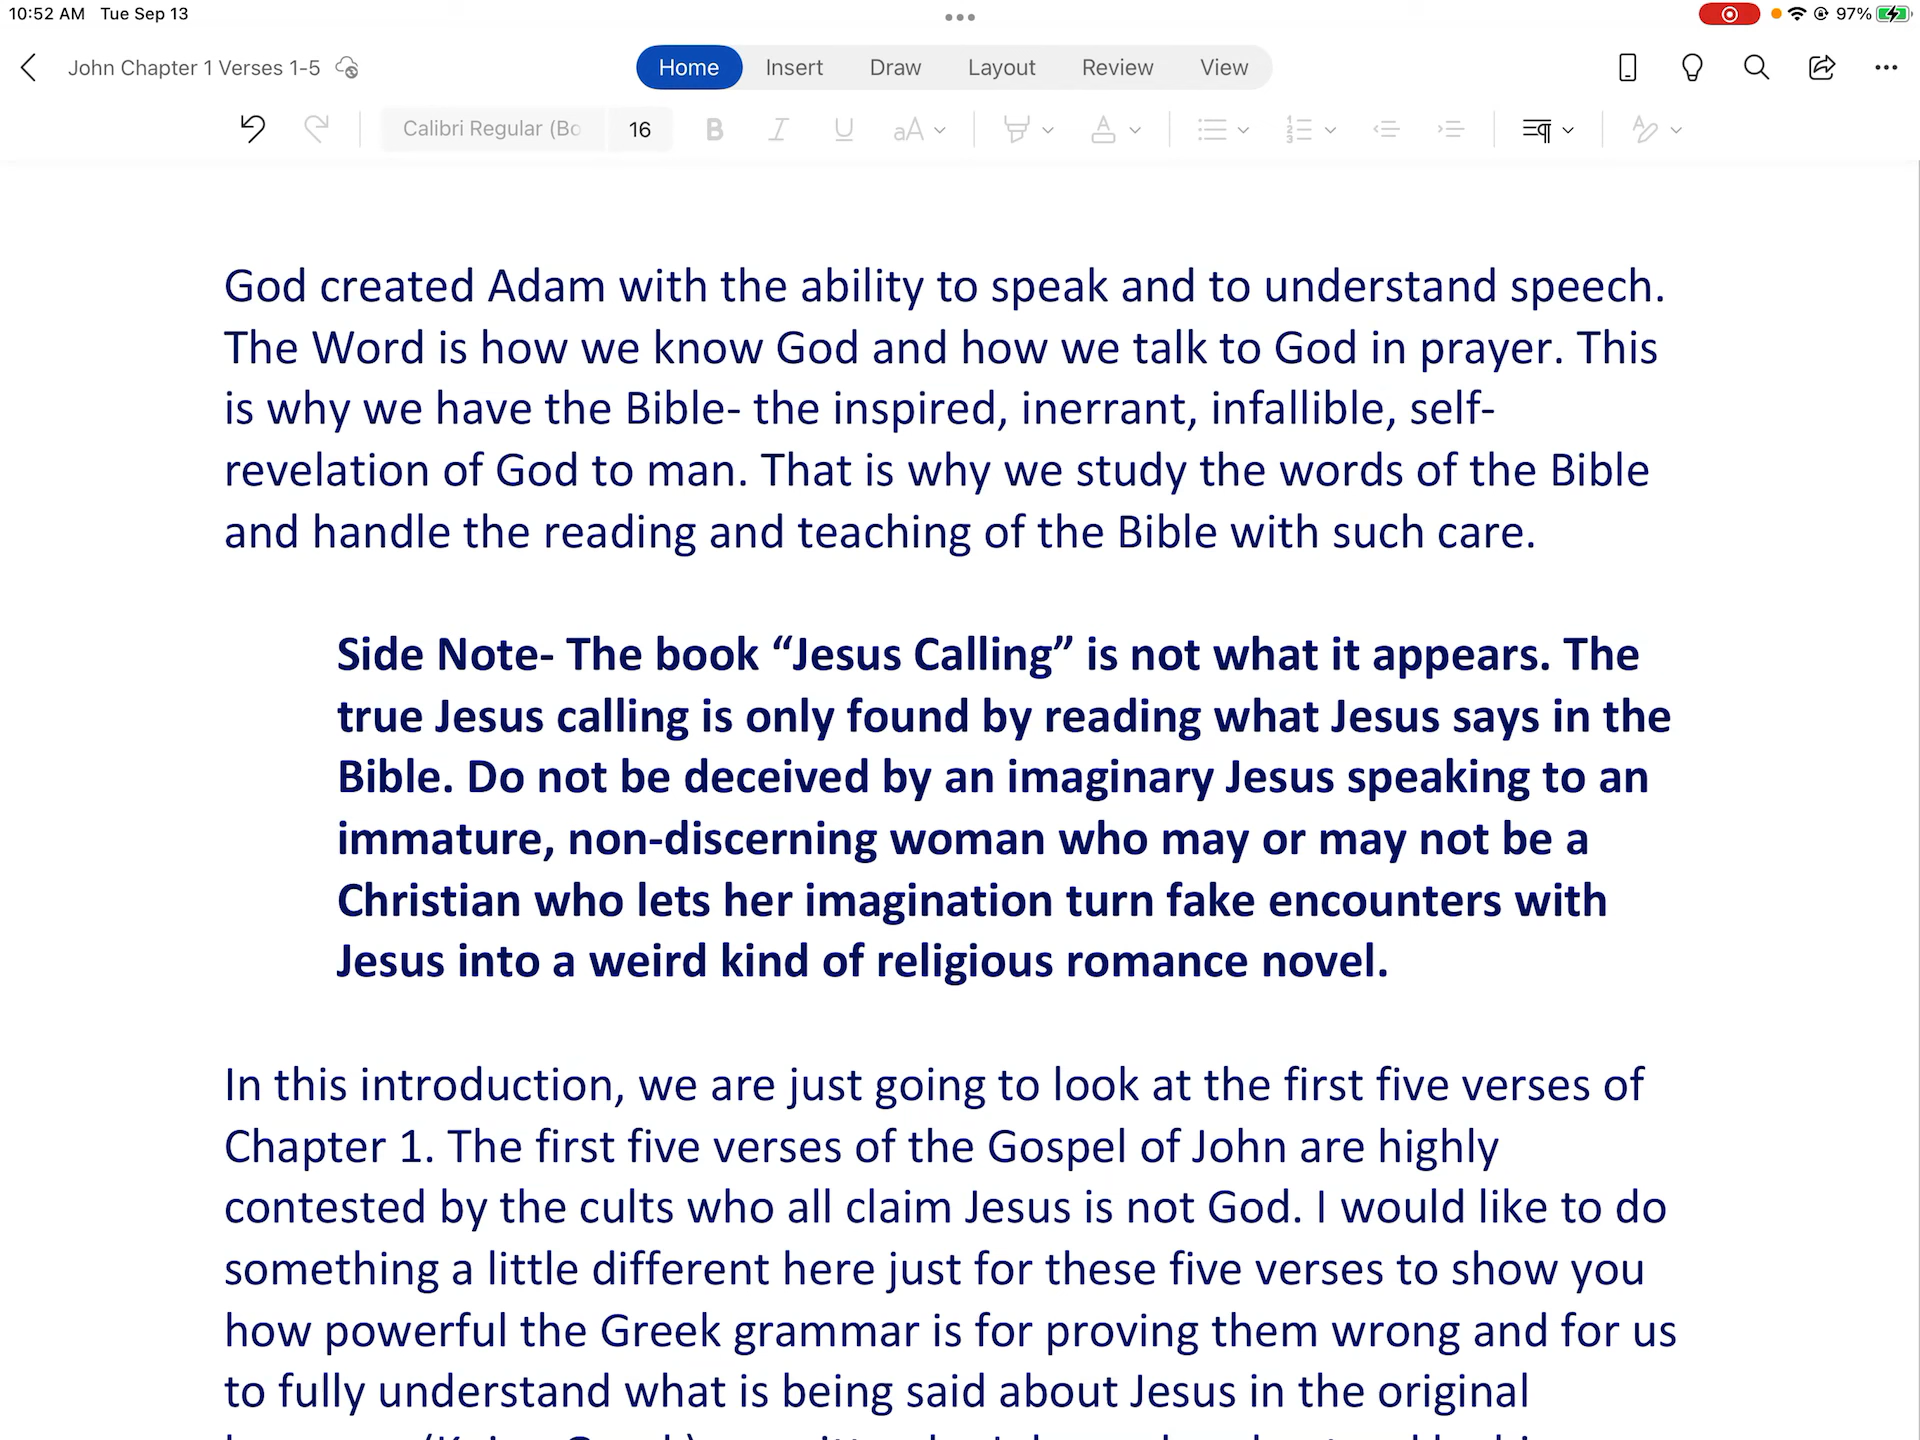 10:52 AM Tue Sep 13
97%
John Chapter 1 Verses 1-5
Home Insert Draw Layout Review View
Calibri Regular (Bo 16 B I U aA A
God created Adam with the ability to speak and to understand speech.
The Word is how we know God and how we talk to God in prayer. This
is why we have the Bible- the inspired, inerrant, infallible, self-
revelation of God to man. That is why we study the words of the Bible
and handle the reading and teaching of the Bible with such care.
Side Note- The book “Jesus Calling” is not what it appears. The
true Jesus calling is only found by reading what Jesus says in the
Bible. Do not be deceived by an imaginary Jesus speaking to an
immature, non-discerning woman who may or may not be a
Christian who lets her imagination turn fake encounters with
Jesus into a weird kind of religious romance novel.
In this introduction, we are just going to look at the first five verses of
Chapter 1. The first five verses of the Gospel of John are highly
contested by the cults who all claim Jesus is not God. I would like to do
something a little different here just for these five verses to show you
how powerful the Greek grammar is for proving them wrong and for us
to fully understand what is being said about Jesus in the original